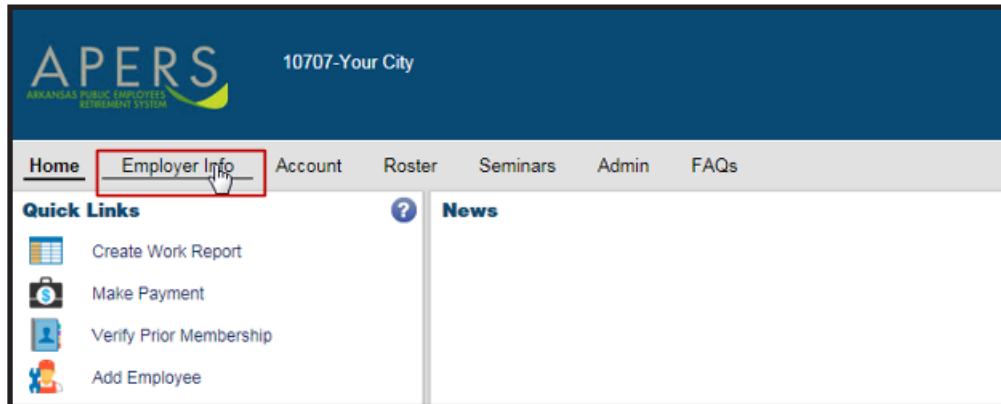 APERS
ARKANSAS PUBLIC EMPLOYEES
RETIREMENT SYSTEM
10707-Your City
Home Employer Info Account Roster Seminars Admin FAQs
Quick Links ? News
Create Work Report
$ Make Payment
Verify Prior Membership
Add Employee